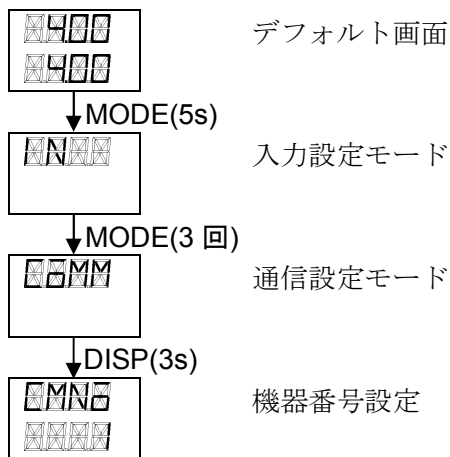 4.00 デフォルト画面
4.00
MODE(5s)
IN 入力設定モード
MODE(3 回)
CoMM 通信設定モード
DISP(3s)
CMNo 機器番号設定
1